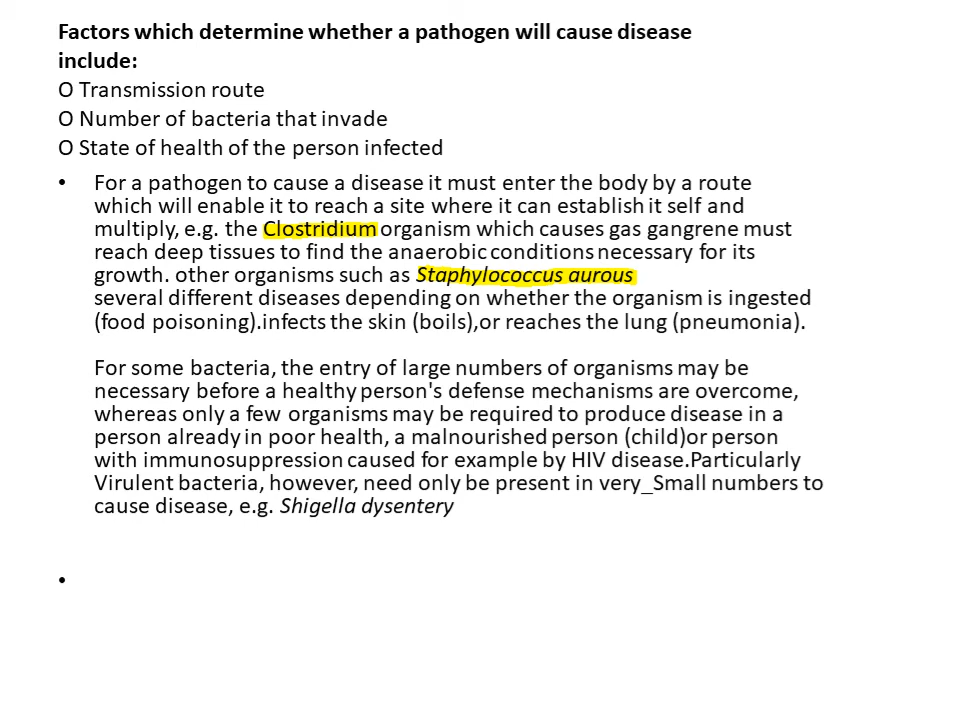 Factors which determine whether a pathogen will cause disease
include:
O Transmission route
O Number of bacteria that invade
O State of health of the person infected
• For a pathogen to cause a disease it must enter the body by a route
which will enable it to reach a site where it can establish it self and
multiply, e.g. the Clostridium organism which causes gas gangrene must
reach deep tissues to find the anaerobic conditions necessary for its
growth. other organisms such as Staphylococcus aurous
several different diseases depending on whether the organism is ingested
(food poisoning).infects the skin (boils),or reaches the lung (pneumonia).
For some bacteria, the entry of large numbers of organisms may be
necessary before a healthy person's defense mechanisms are overcome,
whereas only a few organisms may be required to produce disease in a
person already in poor health, a malnourished person (child)or person
with immunosuppression caused for example by HIV disease.Particularly
Virulent bacteria, however, need only be present in very_Small numbers to
cause disease, e.g. Shigella dysentery
•